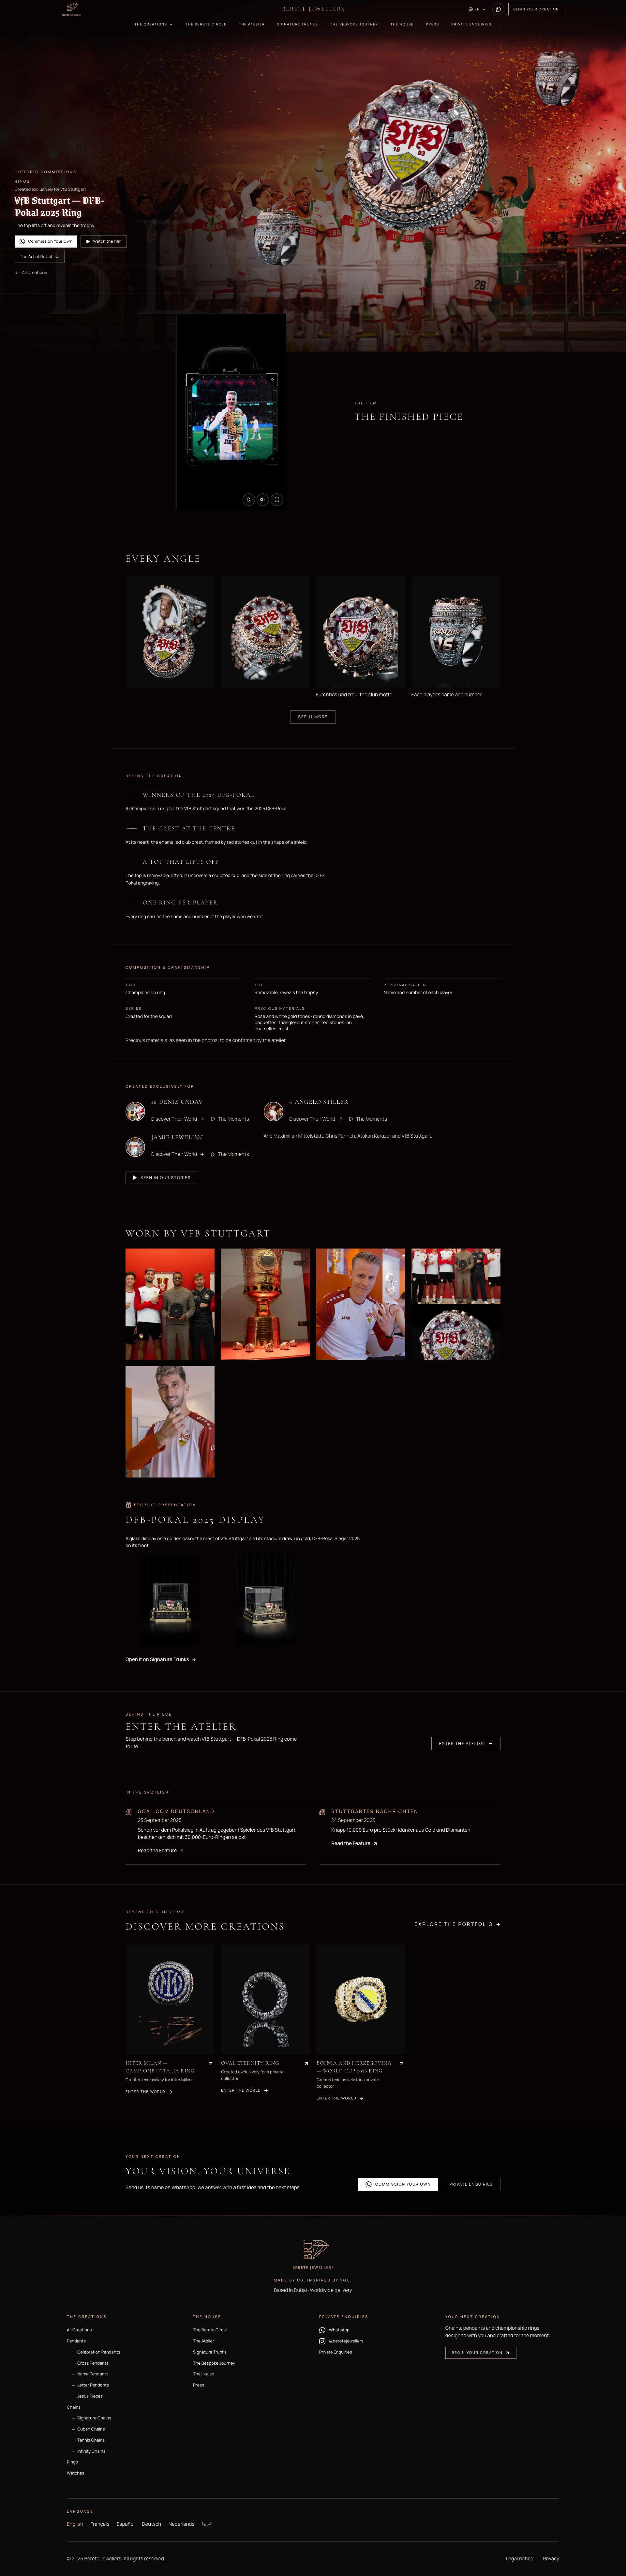 BERETE JEWELLERS
EN
BEGIN YOUR CREATION
THE CREATIONS
THE BERETE CIRCLE
THE ATELIER
SIGNATURE TRUNKS
THE BESPOKE JOURNEY
THE HOUSE
PRESS
PRIVATE ENQUIRIES
HISTORIC COMMISSIONS
RINGS
Created exclusively for VfB Stuttgart
VfB Stuttgart — DFB-
Pokal 2025 Ring
The top lifts off and reveals the trophy.
Commission Your Own
Watch the film
The Art of Detail
All Creations
VfB
18 93
THE FILM
THE FINISHED PIECE
EVERY ANGLE
KARAZOR
Furchtlos und treu, the club motto
Each player's name and number
SEE 11 MORE
BEHIND THE CREATION
WINNERS OF THE 2025 DFB-POKAL
A championship ring for the VfB Stuttgart squad that won the 2025 DFB-Pokal.
THE CREST AT THE CENTRE
At its heart, the enamelled club crest, framed by red stones cut in the shape of a shield.
A TOP THAT LIFTS OFF
The top is removable: lifted, it uncovers a sculpted cup, and the side of the ring carries the DFB-
Pokal engraving.
ONE RING PER PLAYER
Every ring carries the name and number of the player who wears it.
COMPOSITION & CRAFTSMANSHIP
TYPE
Championship ring
TOP
Removable, reveals the trophy
PERSONALISATION
Name and number of each player
SERIES
Created for the squad
PRECIOUS MATERIALS
Rose and white gold tones · round diamonds in pavé,
baguettes, triangle-cut stones, red stones, an
enamelled crest
Precious materials: as seen in the photos, to be confirmed by the atelier.
CREATED EXCLUSIVELY FOR
26 DENIZ UNDAV
Discover Their World
The Moments
6 ANGELO STILLER
Discover Their World
The Moments
JAMIE LEWELING
Discover Their World
The Moments
And Maximilian Mittelstädt, Chris Führich, Atakan Karazor and VfB Stuttgart.
SEEN IN OUR STORIES
WORN BY VFB STUTTGART
BESPOKE PRESENTATION
DFB-POKAL 2025 DISPLAY
A glass display on a golden base: the crest of VfB Stuttgart and its stadium drawn in gold, DFB-Pokal Sieger 2025
on its front.
Open it on Signature Trunks
BEHIND THE PIECE
ENTER THE ATELIER
Step behind the bench and watch VfB Stuttgart — DFB-Pokal 2025 Ring come
to life.
ENTER THE ATELIER
IN THE SPOTLIGHT
GOAL.COM DEUTSCHLAND
23 September 2025
Schon vor dem Pokalsieg in Auftrag gegeben! Spieler des VfB Stuttgart
beschenken sich mit 30.000-Euro-Ringen selbst
Read the Feature
STUTTGARTER NACHRICHTEN
24 September 2025
Knapp 10.000 Euro pro Stück: Klunker aus Gold und Diamanten
Read the Feature
BEYOND THIS UNIVERSE
DISCOVER MORE CREATIONS
EXPLORE THE PORTFOLIO
INTER MILAN —
CAMPIONE D'ITALIA RING
Created exclusively for Inter Milan
ENTER THE WORLD
OVAL ETERNITY RING
Created exclusively for a private
collector
ENTER THE WORLD
BOSNIA AND HERZEGOVINA
— WORLD CUP 2026 RING
Created exclusively for a private
collector
ENTER THE WORLD
YOUR NEXT CREATION
YOUR VISION. YOUR UNIVERSE.
Send us its name on WhatsApp: we answer with a first idea and the next steps.
COMMISSION YOUR OWN
PRIVATE ENQUIRIES
BRT
BERETE JEWELLERS
MADE BY US, INSPIRED BY YOU.
Based in Dubai · Worldwide delivery
THE CREATIONS
All Creations
Pendants
— Celebration Pendants
— Cross Pendants
— Name Pendants
— Letter Pendants
— Jesus Pieces
Chains
— Signature Chains
— Cuban Chains
— Tennis Chains
— Infinity Chains
Rings
Watches
THE HOUSE
The Berete Circle
The Atelier
Signature Trunks
The Bespoke Journey
The House
Press
PRIVATE ENQUIRIES
WhatsApp
@beretejewellers
Private Enquiries
YOUR NEXT CREATION
Chains, pendants and championship rings,
designed with you and crafted for the moment.
BEGIN YOUR CREATION
LANGUAGE
English Français Español Deutsch Nederlands العربية
© 2026 Berete Jewellers. All rights reserved.
Legal notice
Privacy